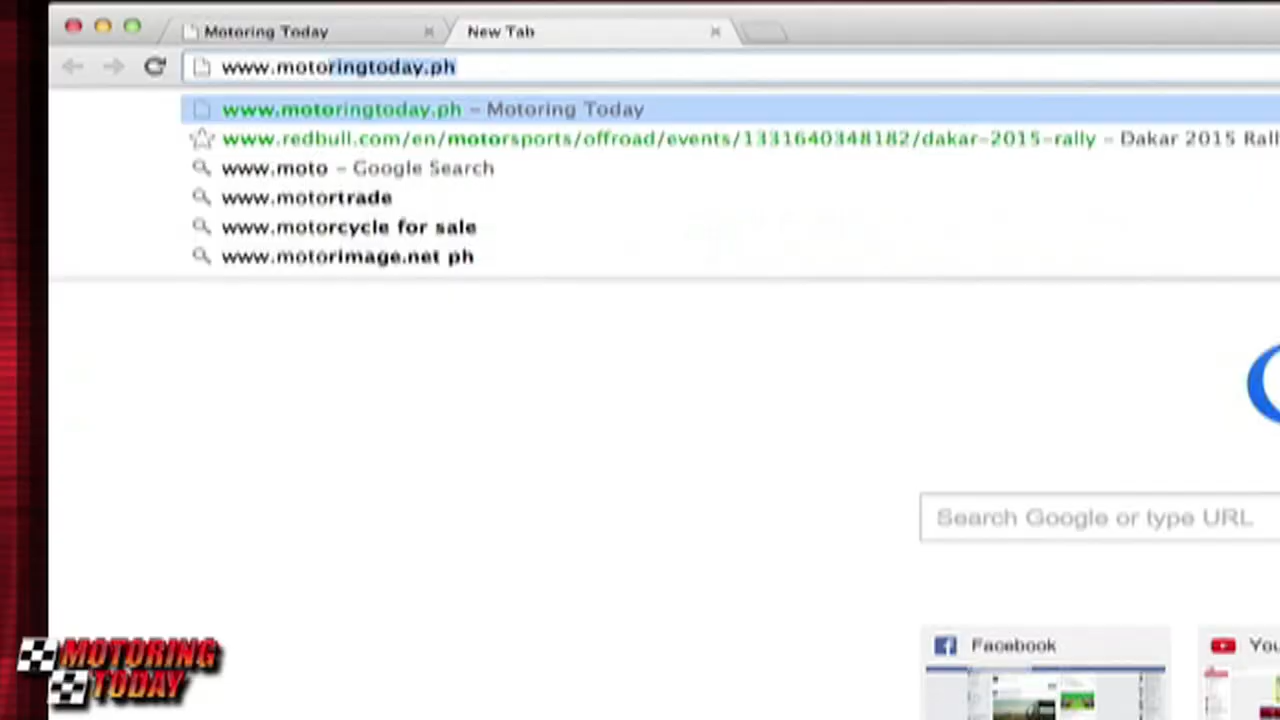 Motoring Today
New Tab
www.motoringtoday.ph
www.motoringtoday.ph - Motoring Today
www.redbull.com/en/motorsports/offroad/events/1331640348182/dakar-2015-rally - Dakar 2015 Rall
www.moto - Google Search
www.motortrade
www.motorcycle for sale
www.motorimage.net ph
Search Google or type URL
Facebook
You
MOTORING
TODAY